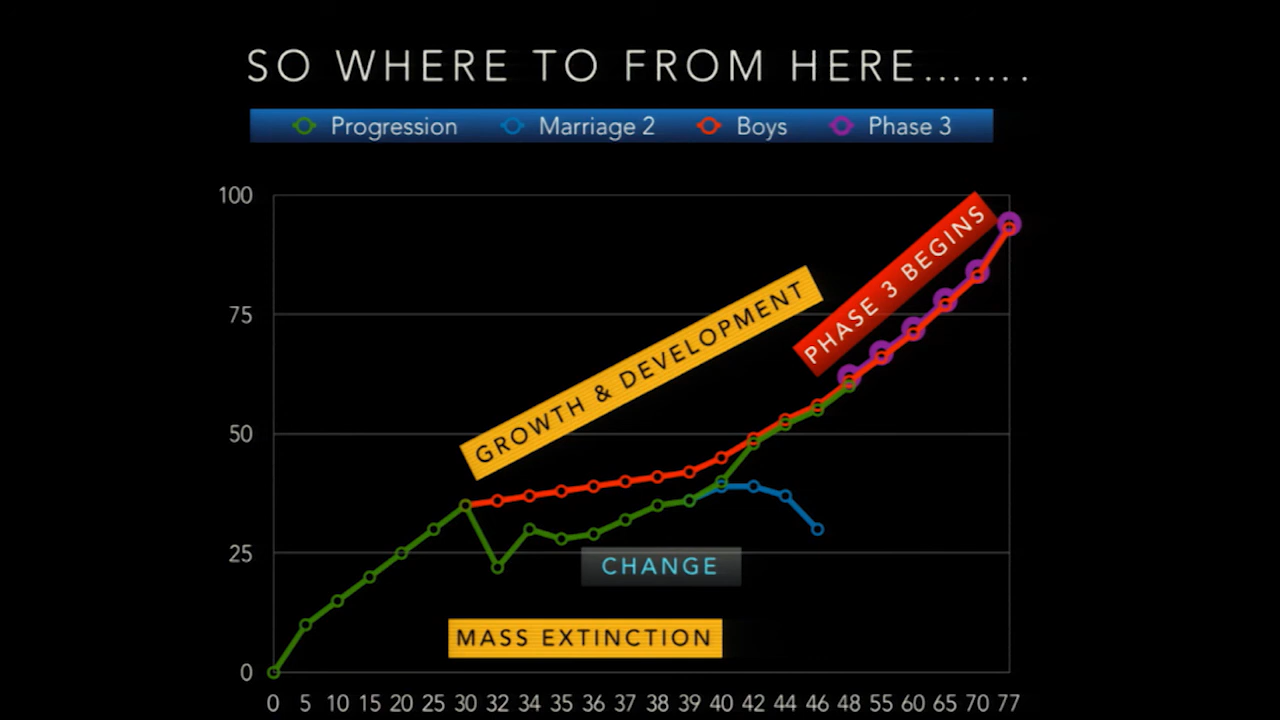 SO WHERE TO FROM HERE…….
Progression Marriage 2 Boys Phase 3
100
75
50
25
0
PHASE 3 BEGINS
GROWTH & DEVELOPMENT
CHANGE
MASS EXTINCTION
0 5 10 15 20 25 30 32 34 35 36 37 38 39 40 42 44 46 48 55 60 65 70 77